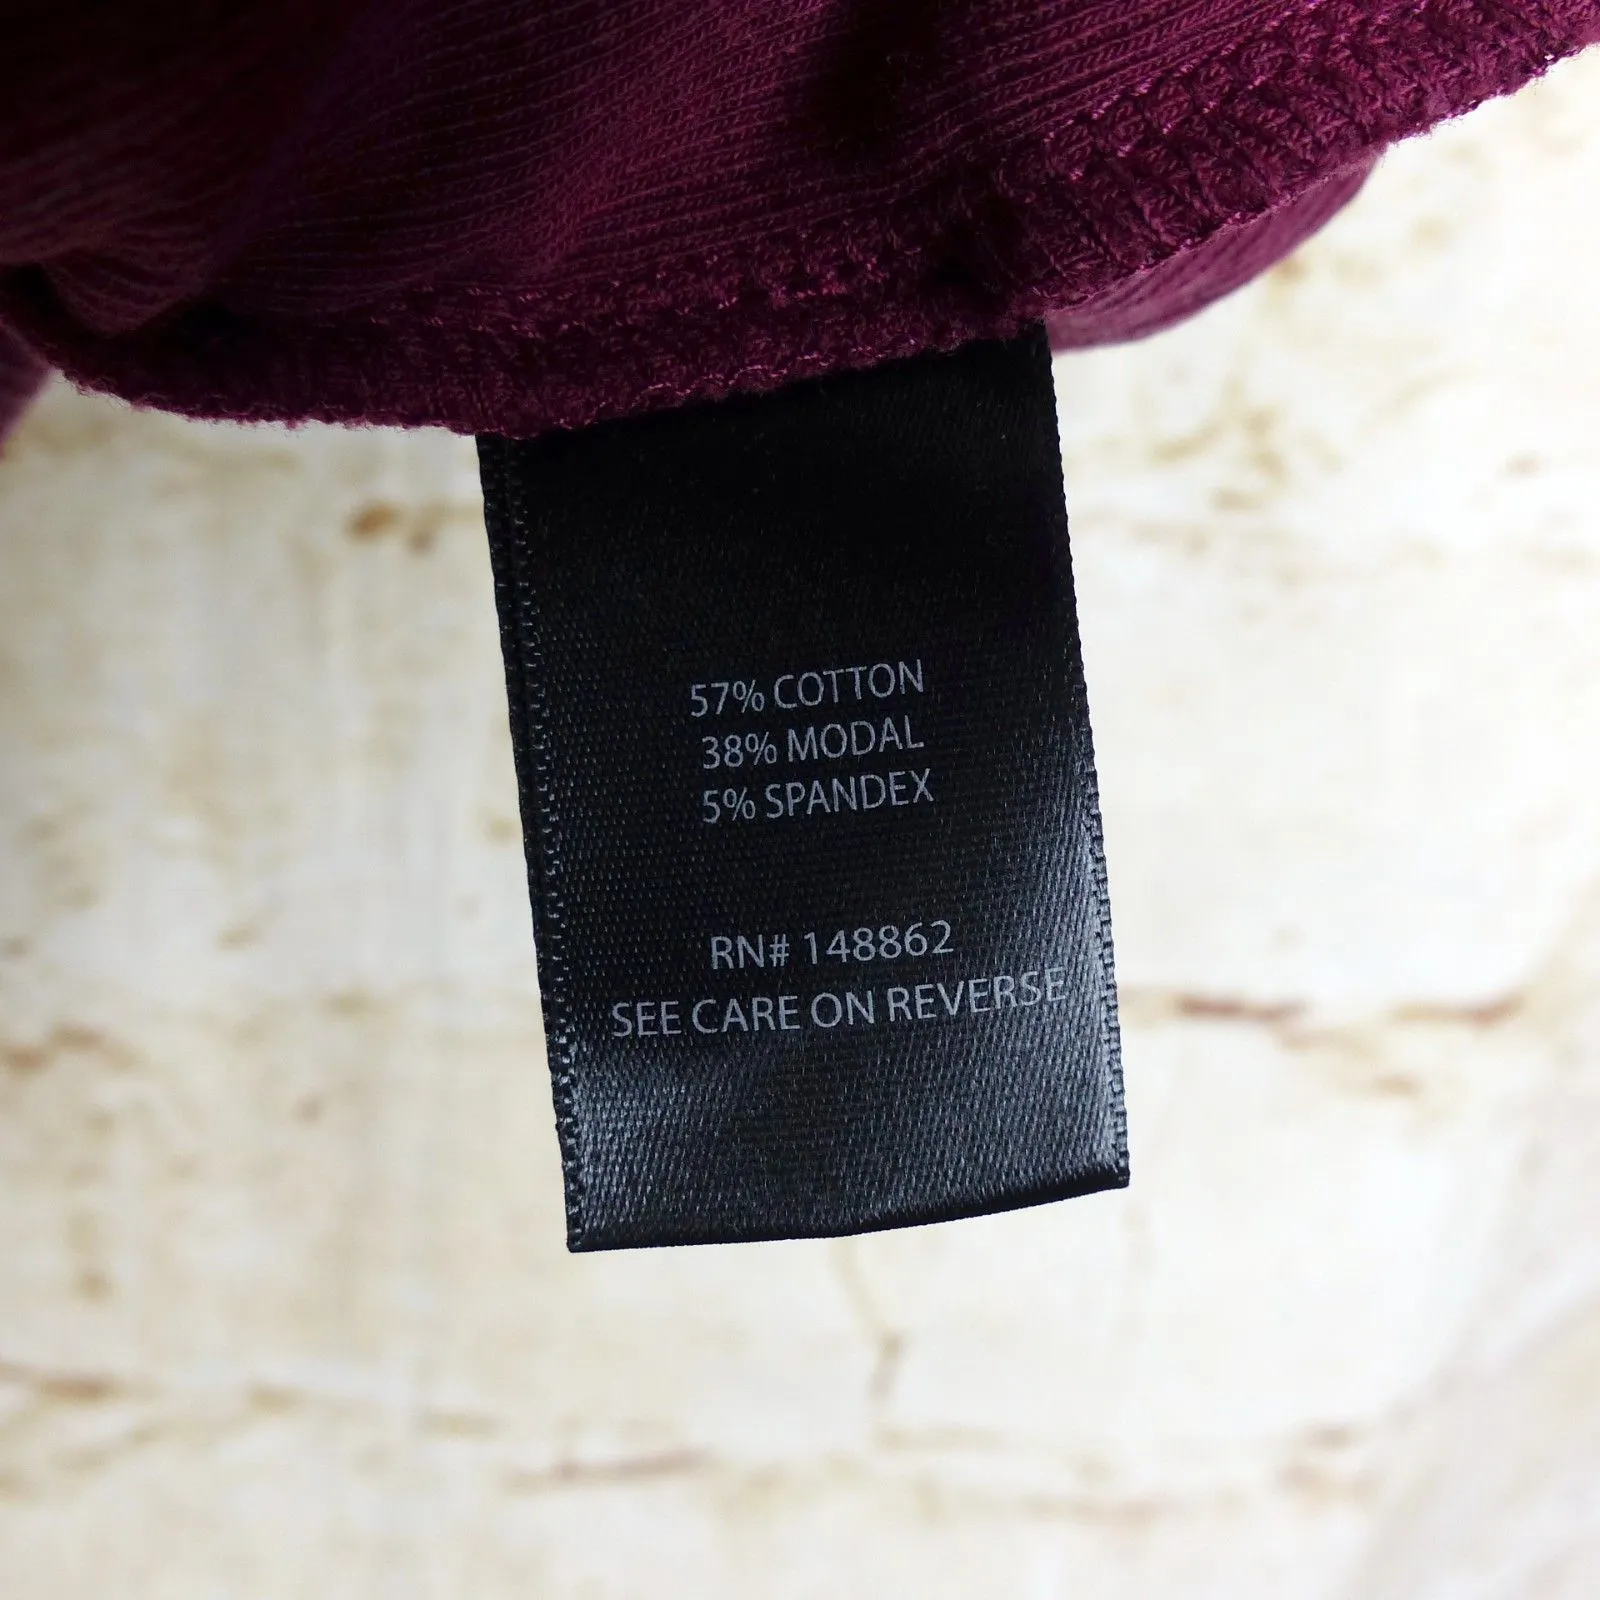 57% COTTON
38% MODAL
5% SPANDEX
RN# 148862
SEE CARE ON REVERSE